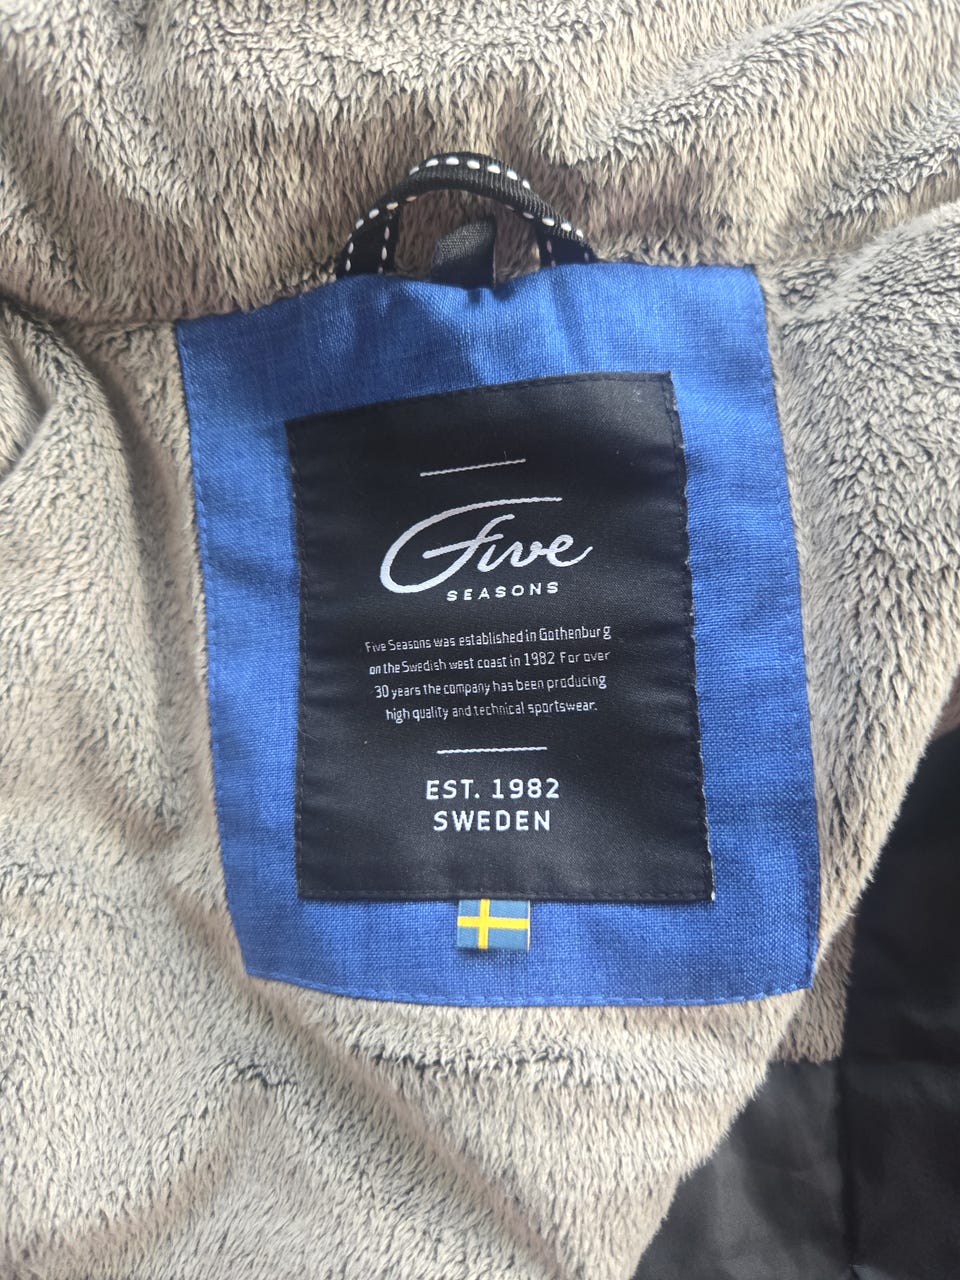 Five
SEASONS
Five Seasons was established in Gothenburg
on the Swedish west coast in 1982 For over
30 years the company has been producing
high quality and technical sportswear.
EST. 1982
SWEDEN